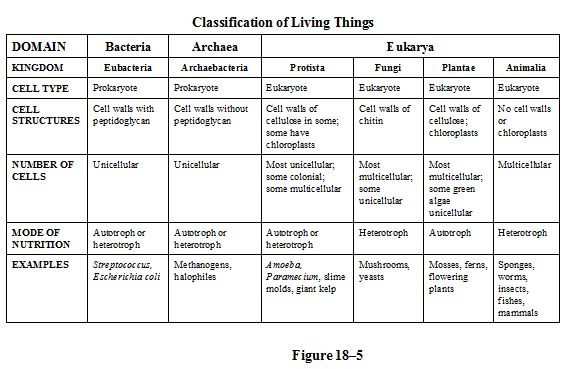 Classification of Living Things
DOMAIN Bacteria Archaea Eukarya
KINGDOM Eubacteria Archaebacteria Protista Fungi Plantae Animalia
CELL TYPE Prokaryote Prokaryote Eukaryote Eukaryote Eukaryote Eukaryote
CELL STRUCTURES
Cell walls with peptidoglycan
Cell walls without peptidoglycan
Cell walls of cellulose in some; some have chloroplasts
Cell walls of chitin
Cell walls of cellulose; chloroplasts
No cell walls or chloroplasts
NUMBER OF CELLS
Unicellular
Unicellular
Most unicellular; some colonial; some multicellular
Most multicellular; some unicellular
Most multicellular; some green algae unicellular
Multicellular
MODE OF NUTRITION
Autotroph or heterotroph
Autotroph or heterotroph
Autotroph or heterotroph
Heterotroph
Autotroph
Heterotroph
EXAMPLES
Streptococcus, Escherichia coli
Methanogens, halophiles
Amoeba, Paramecium, slime molds, giant kelp
Mushrooms, yeasts
Mosses, ferns, flowering plants
Sponges, worms, insects, fishes, mammals
Figure 18–5